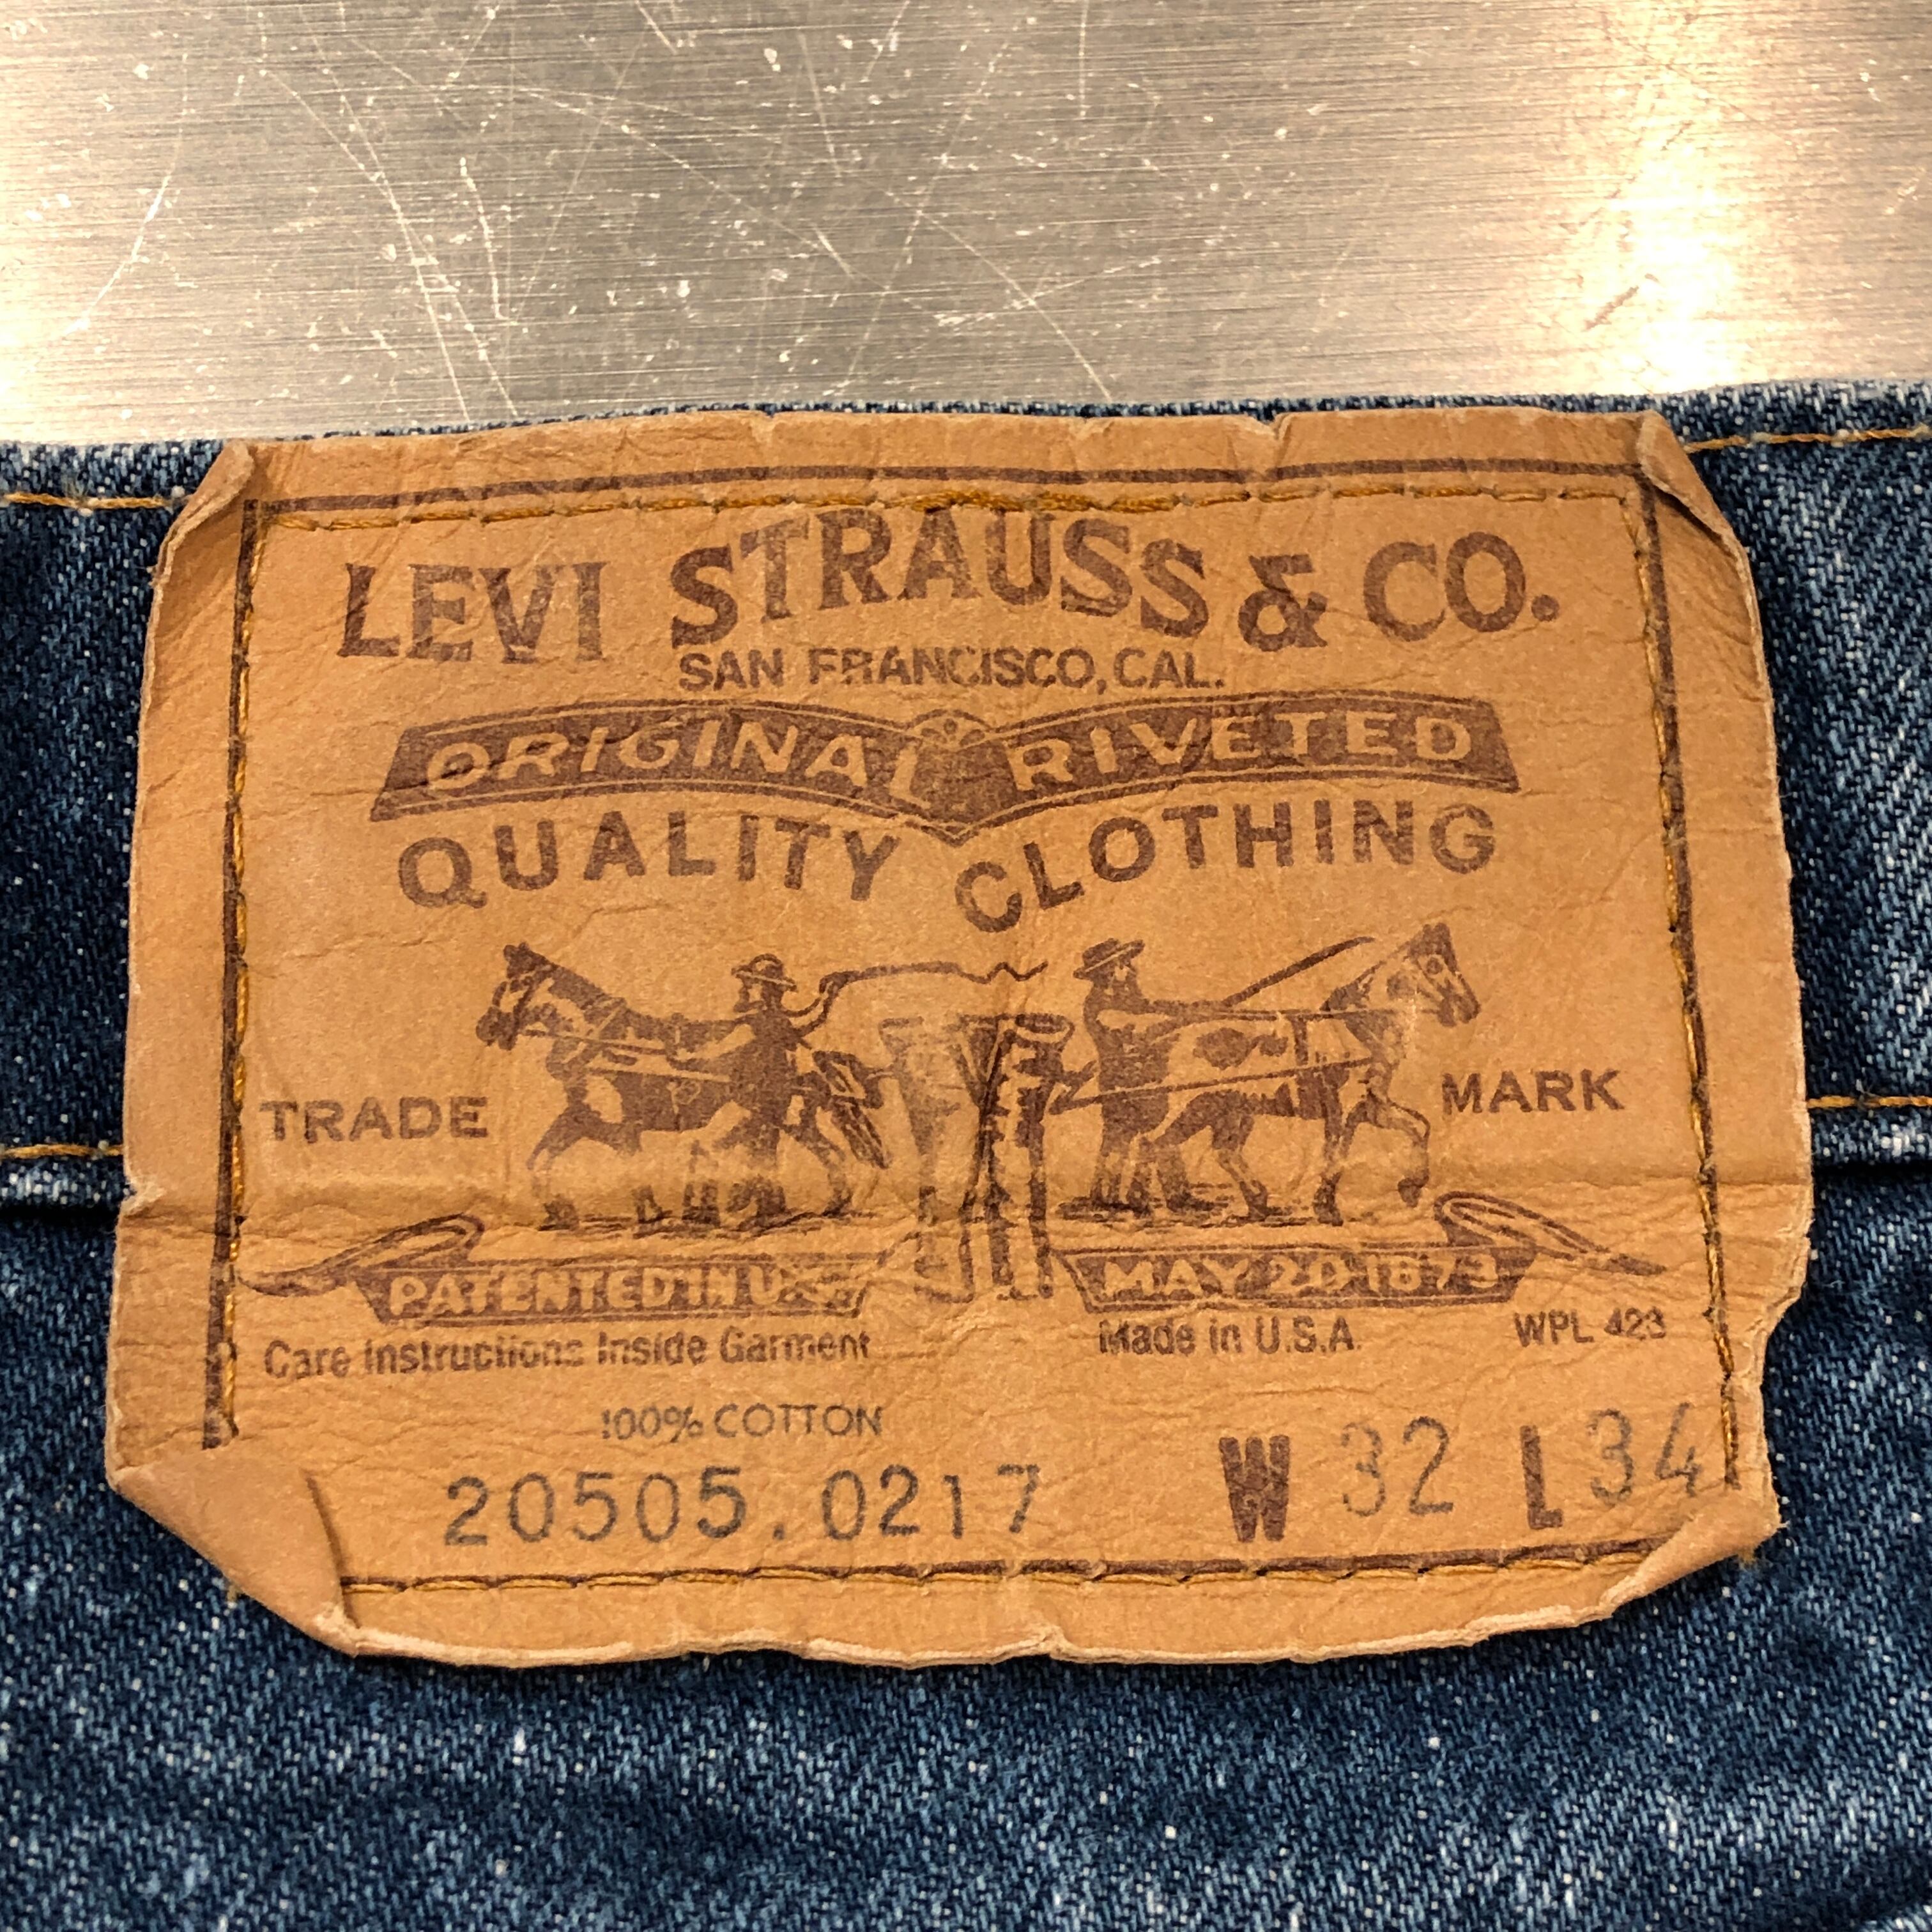 LEVI STRAUSS & CO.
SAN FRANCISCO, CAL.
ORIGINAL RIVETED
QUALITY CLOTHING
TRADE MARK
PATENTED IN U.S. MAY 20 1873
Care Instructions Inside Garment Made in U.S.A. WPL 423
100% COTTON
20505.0217 W 32 L 34